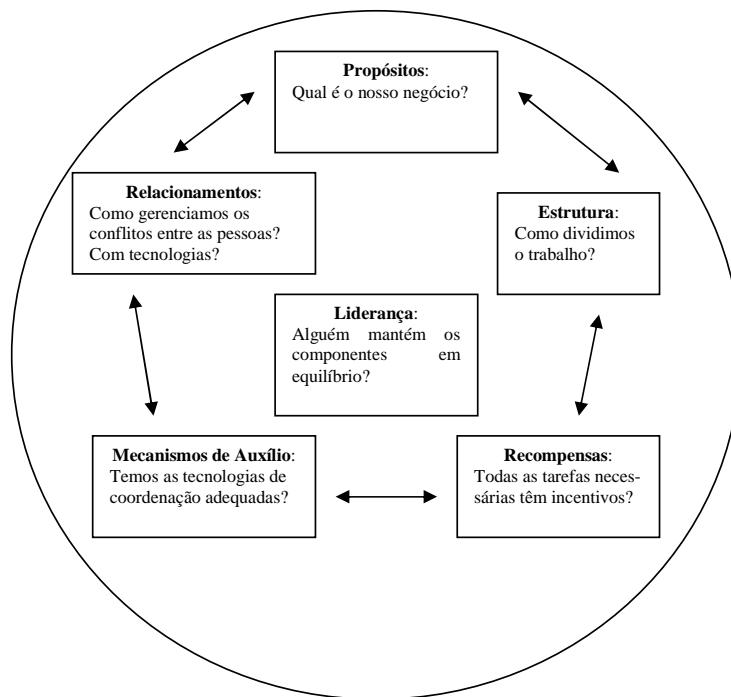 Propósitos:
Qual é o nosso negócio?
Relacionamentos:
Como gerenciamos os
conflitos entre as pessoas?
Com tecnologias?
Estrutura:
Como dividimos
o trabalho?
Liderança:
Alguém mantém os
componentes em
equilíbrio?
Mecanismos de Auxílio:
Temos as tecnologias de
coordenação adequadas?
Recompensas:
Todas as tarefas neces-
sárias têm incentivos?